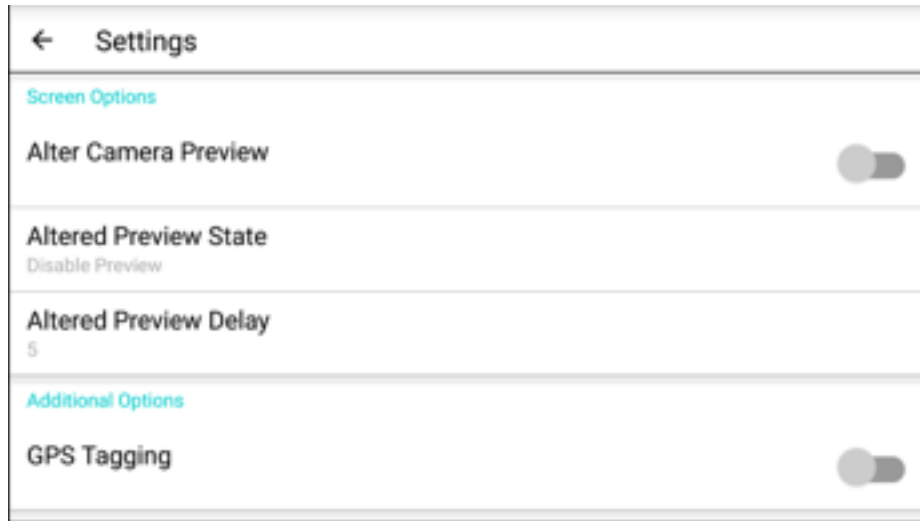 Settings
Screen Options
Alter Camera Preview
Altered Preview State
Disable Preview
Altered Preview Delay
5
Additional Options
GPS Tagging